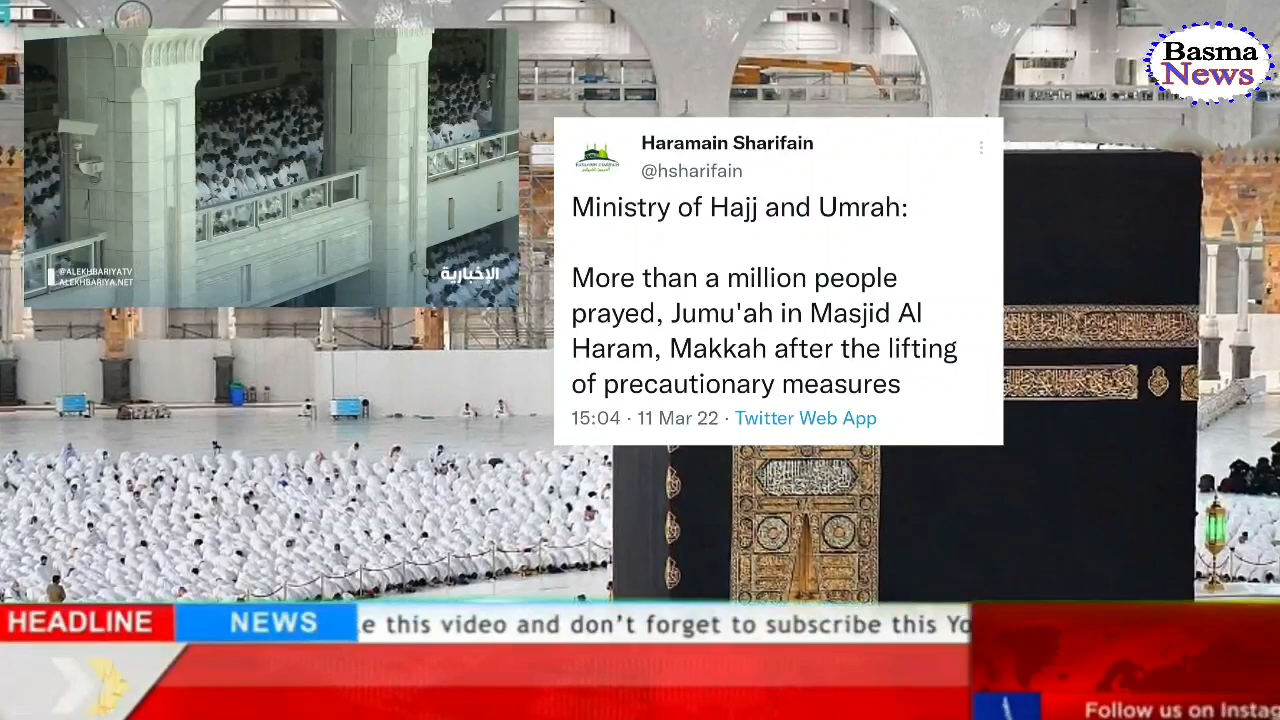 Basma
News
Haramain Sharifain
@hsharifain
Ministry of Hajj and Umrah:
More than a million people
prayed, Jumu'ah in Masjid Al
Haram, Makkah after the lifting
of precautionary measures
15:04 · 11 Mar 22 · Twitter Web App
@ALEKHBARIYATV
ALEKHBARIYA.NET
الإخبارية
HEADLINE
NEWS
e this video and don't forget to subscribe this Yo
Follow us on Instag